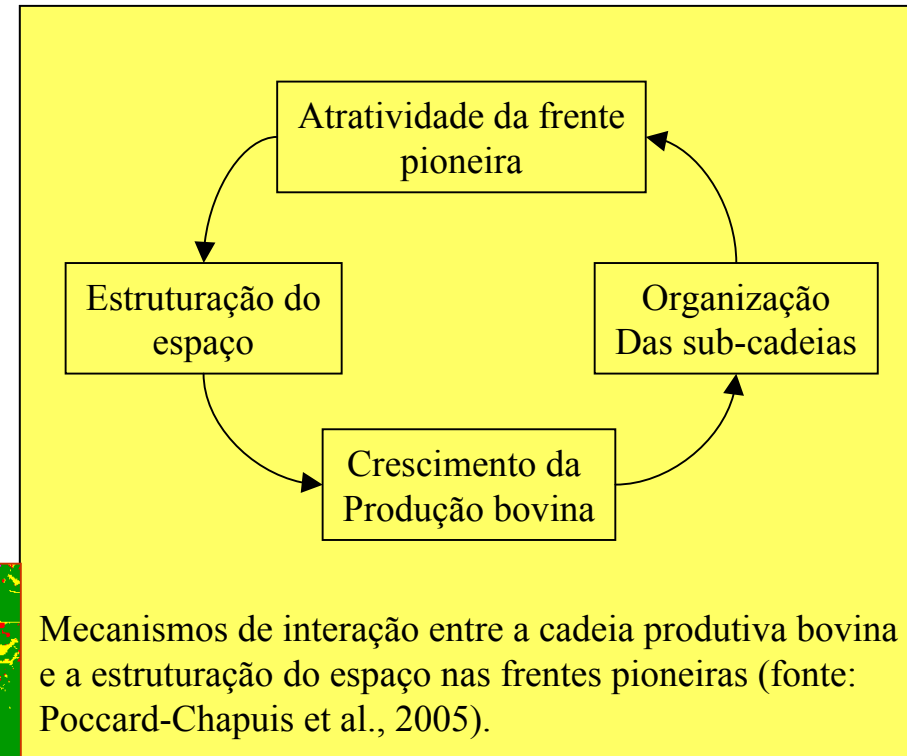 Atratividade da frente
pioneira
Estruturação do
espaço
Organização
Das sub-cadeias
Crescimento da
Produção bovina
Mecanismos de interação entre a cadeia produtiva bovina
e a estruturação do espaço nas frentes pioneiras (fonte:
Poccard-Chapuis et al., 2005).